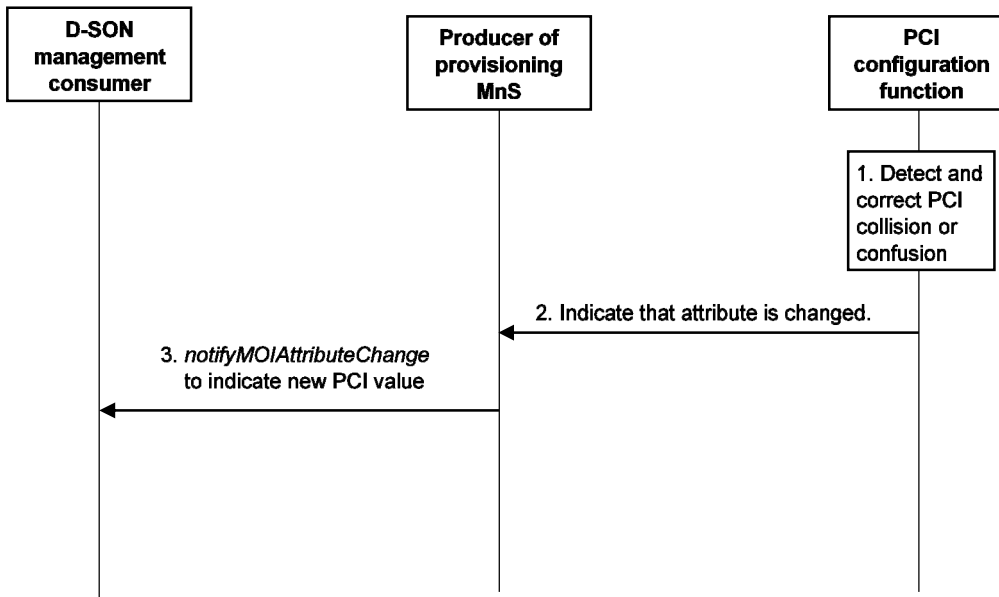 D-SON
management
consumer
Producer of
provisioning
MnS
PCI
configuration
function
1. Detect and
correct PCI
collision or
confusion
2. Indicate that attribute is changed.
3. notifyMOIAttributeChange
to indicate new PCI value